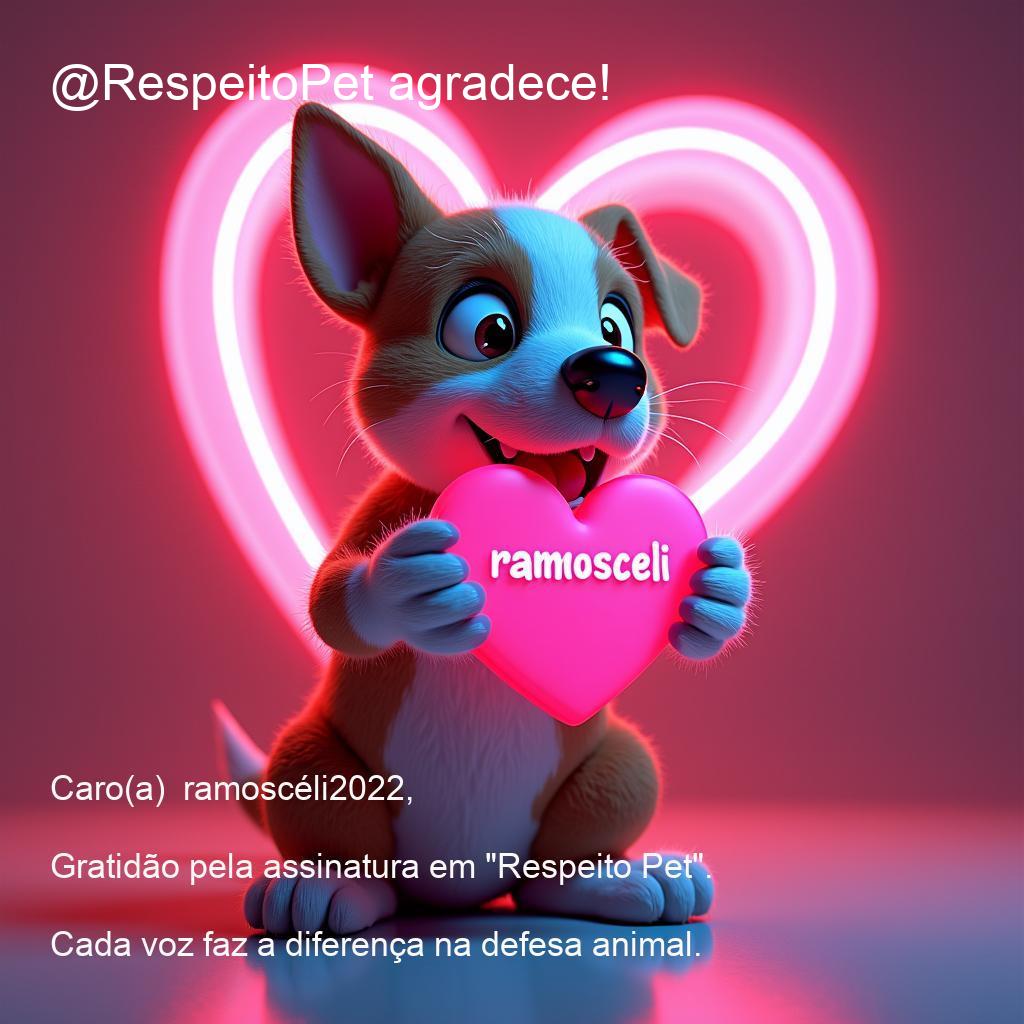 @RespeitoPet agradece!
ramosceli
Caro(a) ramoscéli2022,
Gratidão pela assinatura em "Respeito Pet".
Cada voz faz a diferença na defesa animal.